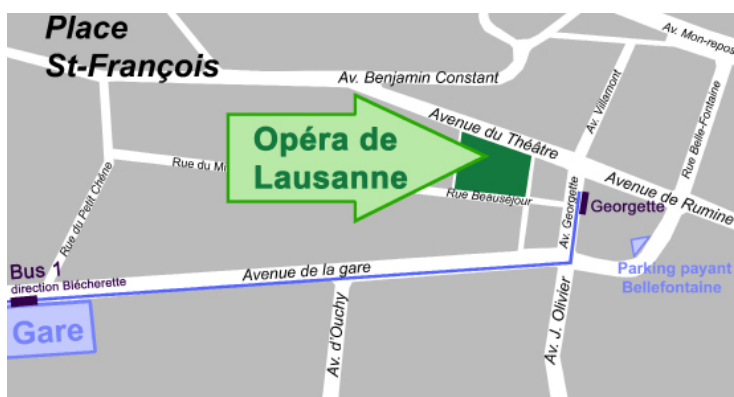 Place
St-François
Av. Mon-repos
Av. Benjamin Constant
Av. Villamont
Rue Belle-Fontaine
Avenue du Théâtre
Opéra de
Lausanne
Rue du
Rue du Petit Chêne
Rue Beauséjour
Avenue de Rumine
Georgette
Av. Georgette
Bus 1
direction Blécherette
Avenue de la gare
Parking payant
Bellefontaine
Gare
Av. d'Ouchy
Av. J. Olivier